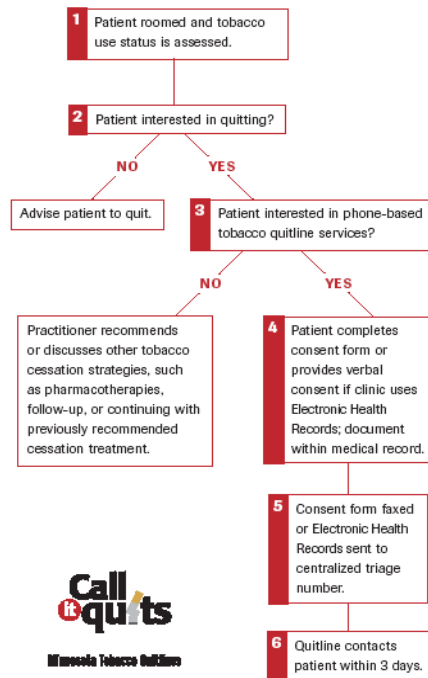 1 Patient roomed and tobacco
use status is assessed.
2 Patient interested in quitting?
NO
YES
Advise patient to quit.
3 Patient interested in phone-based
tobacco quitline services?
NO
YES
Practitioner recommends
or discusses other tobacco
cessation strategies, such
as pharmacotherapies,
follow-up, or continuing with
previously recommended
cessation treatment.
4 Patient completes
consent form or
provides verbal
consent if clinic uses
Electronic Health
Records; document
within medical record.
5 Consent form faxed
or Electronic Health
Records sent to
centralized triage
number.
6 Quitline contacts
patient within 3 days.
Call
it quits
Minnesota Tobacco Quitlines